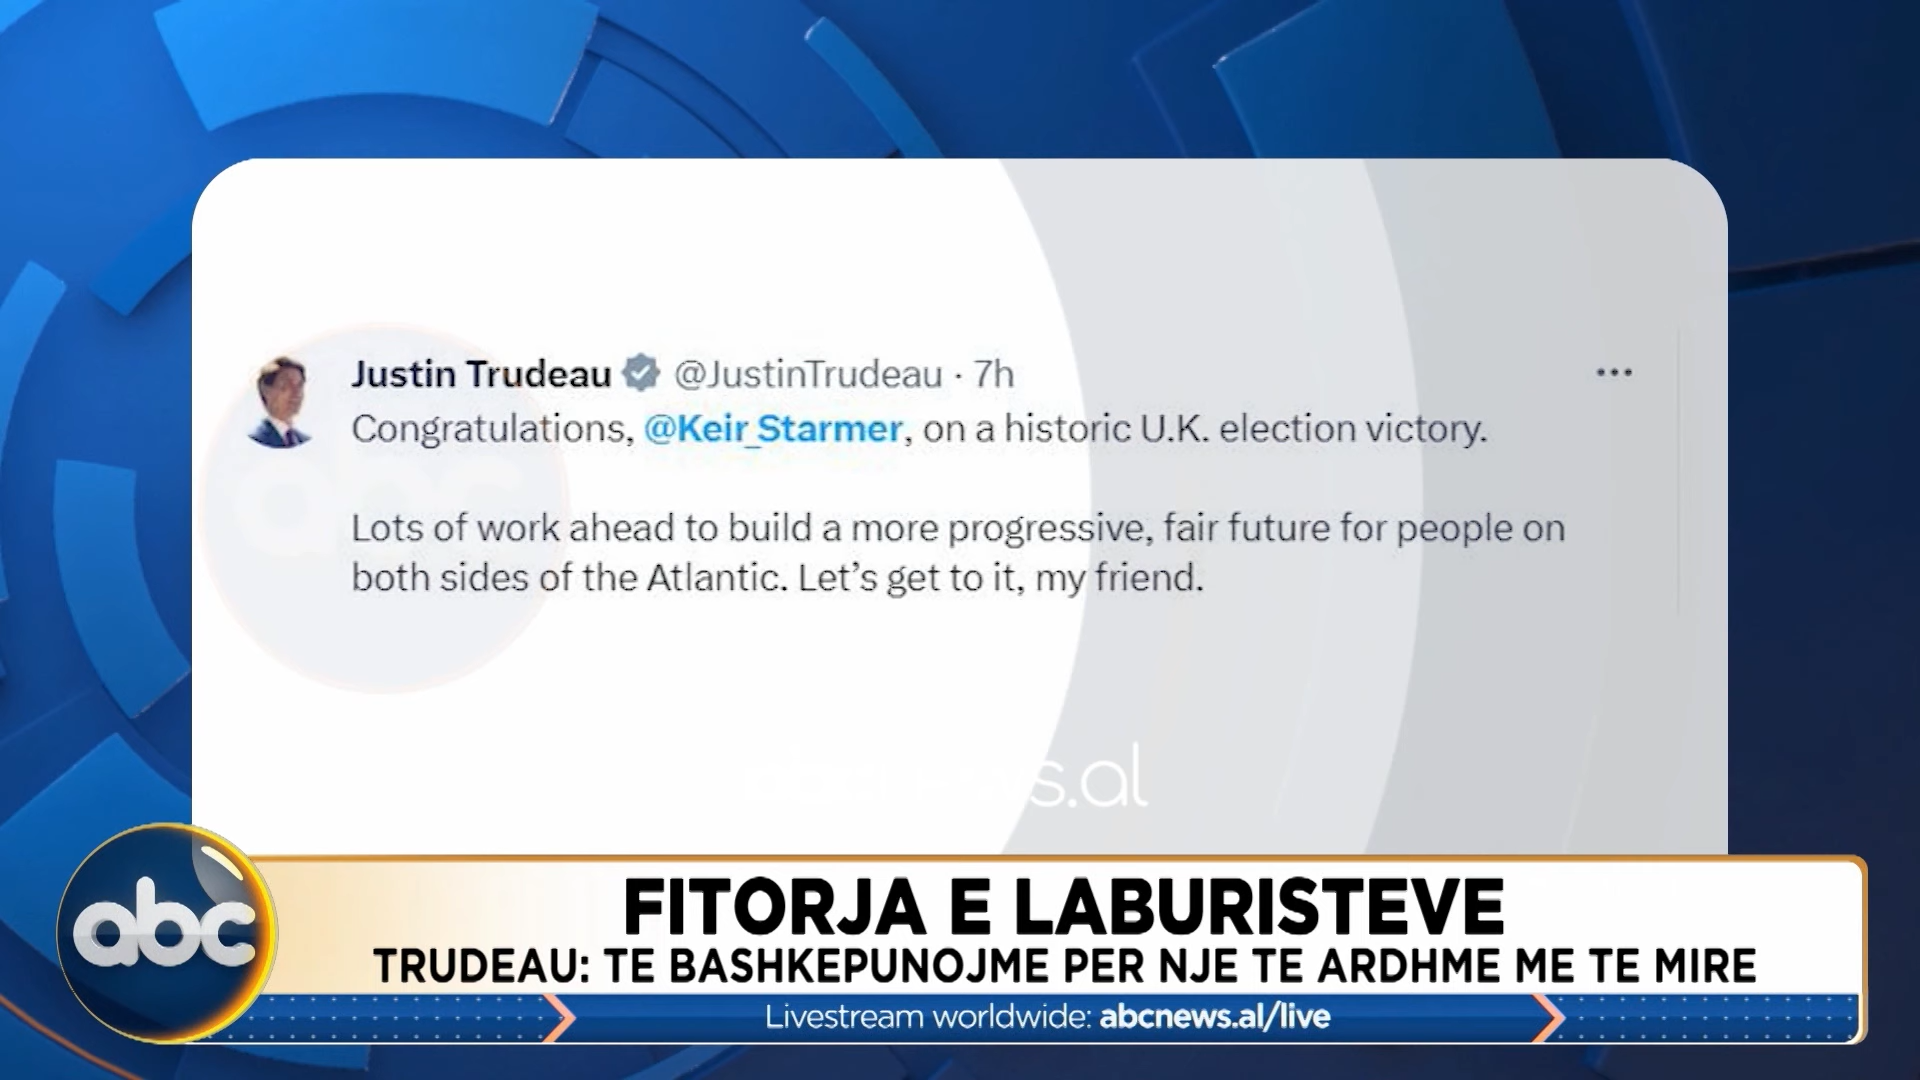 Justin Trudeau @JustinTrudeau · 7h
Congratulations, @Keir_Starmer, on a historic U.K. election victory.
Lots of work ahead to build a more progressive, fair future for people on
both sides of the Atlantic. Let's get to it, my friend.
abcnews.al
abc
FITORJA E LABURISTEVE
TRUDEAU: TE BASHKEPUNOJME PER NJE TE ARDHME ME TE MIRE
Livestream worldwide: abcnews.al/live